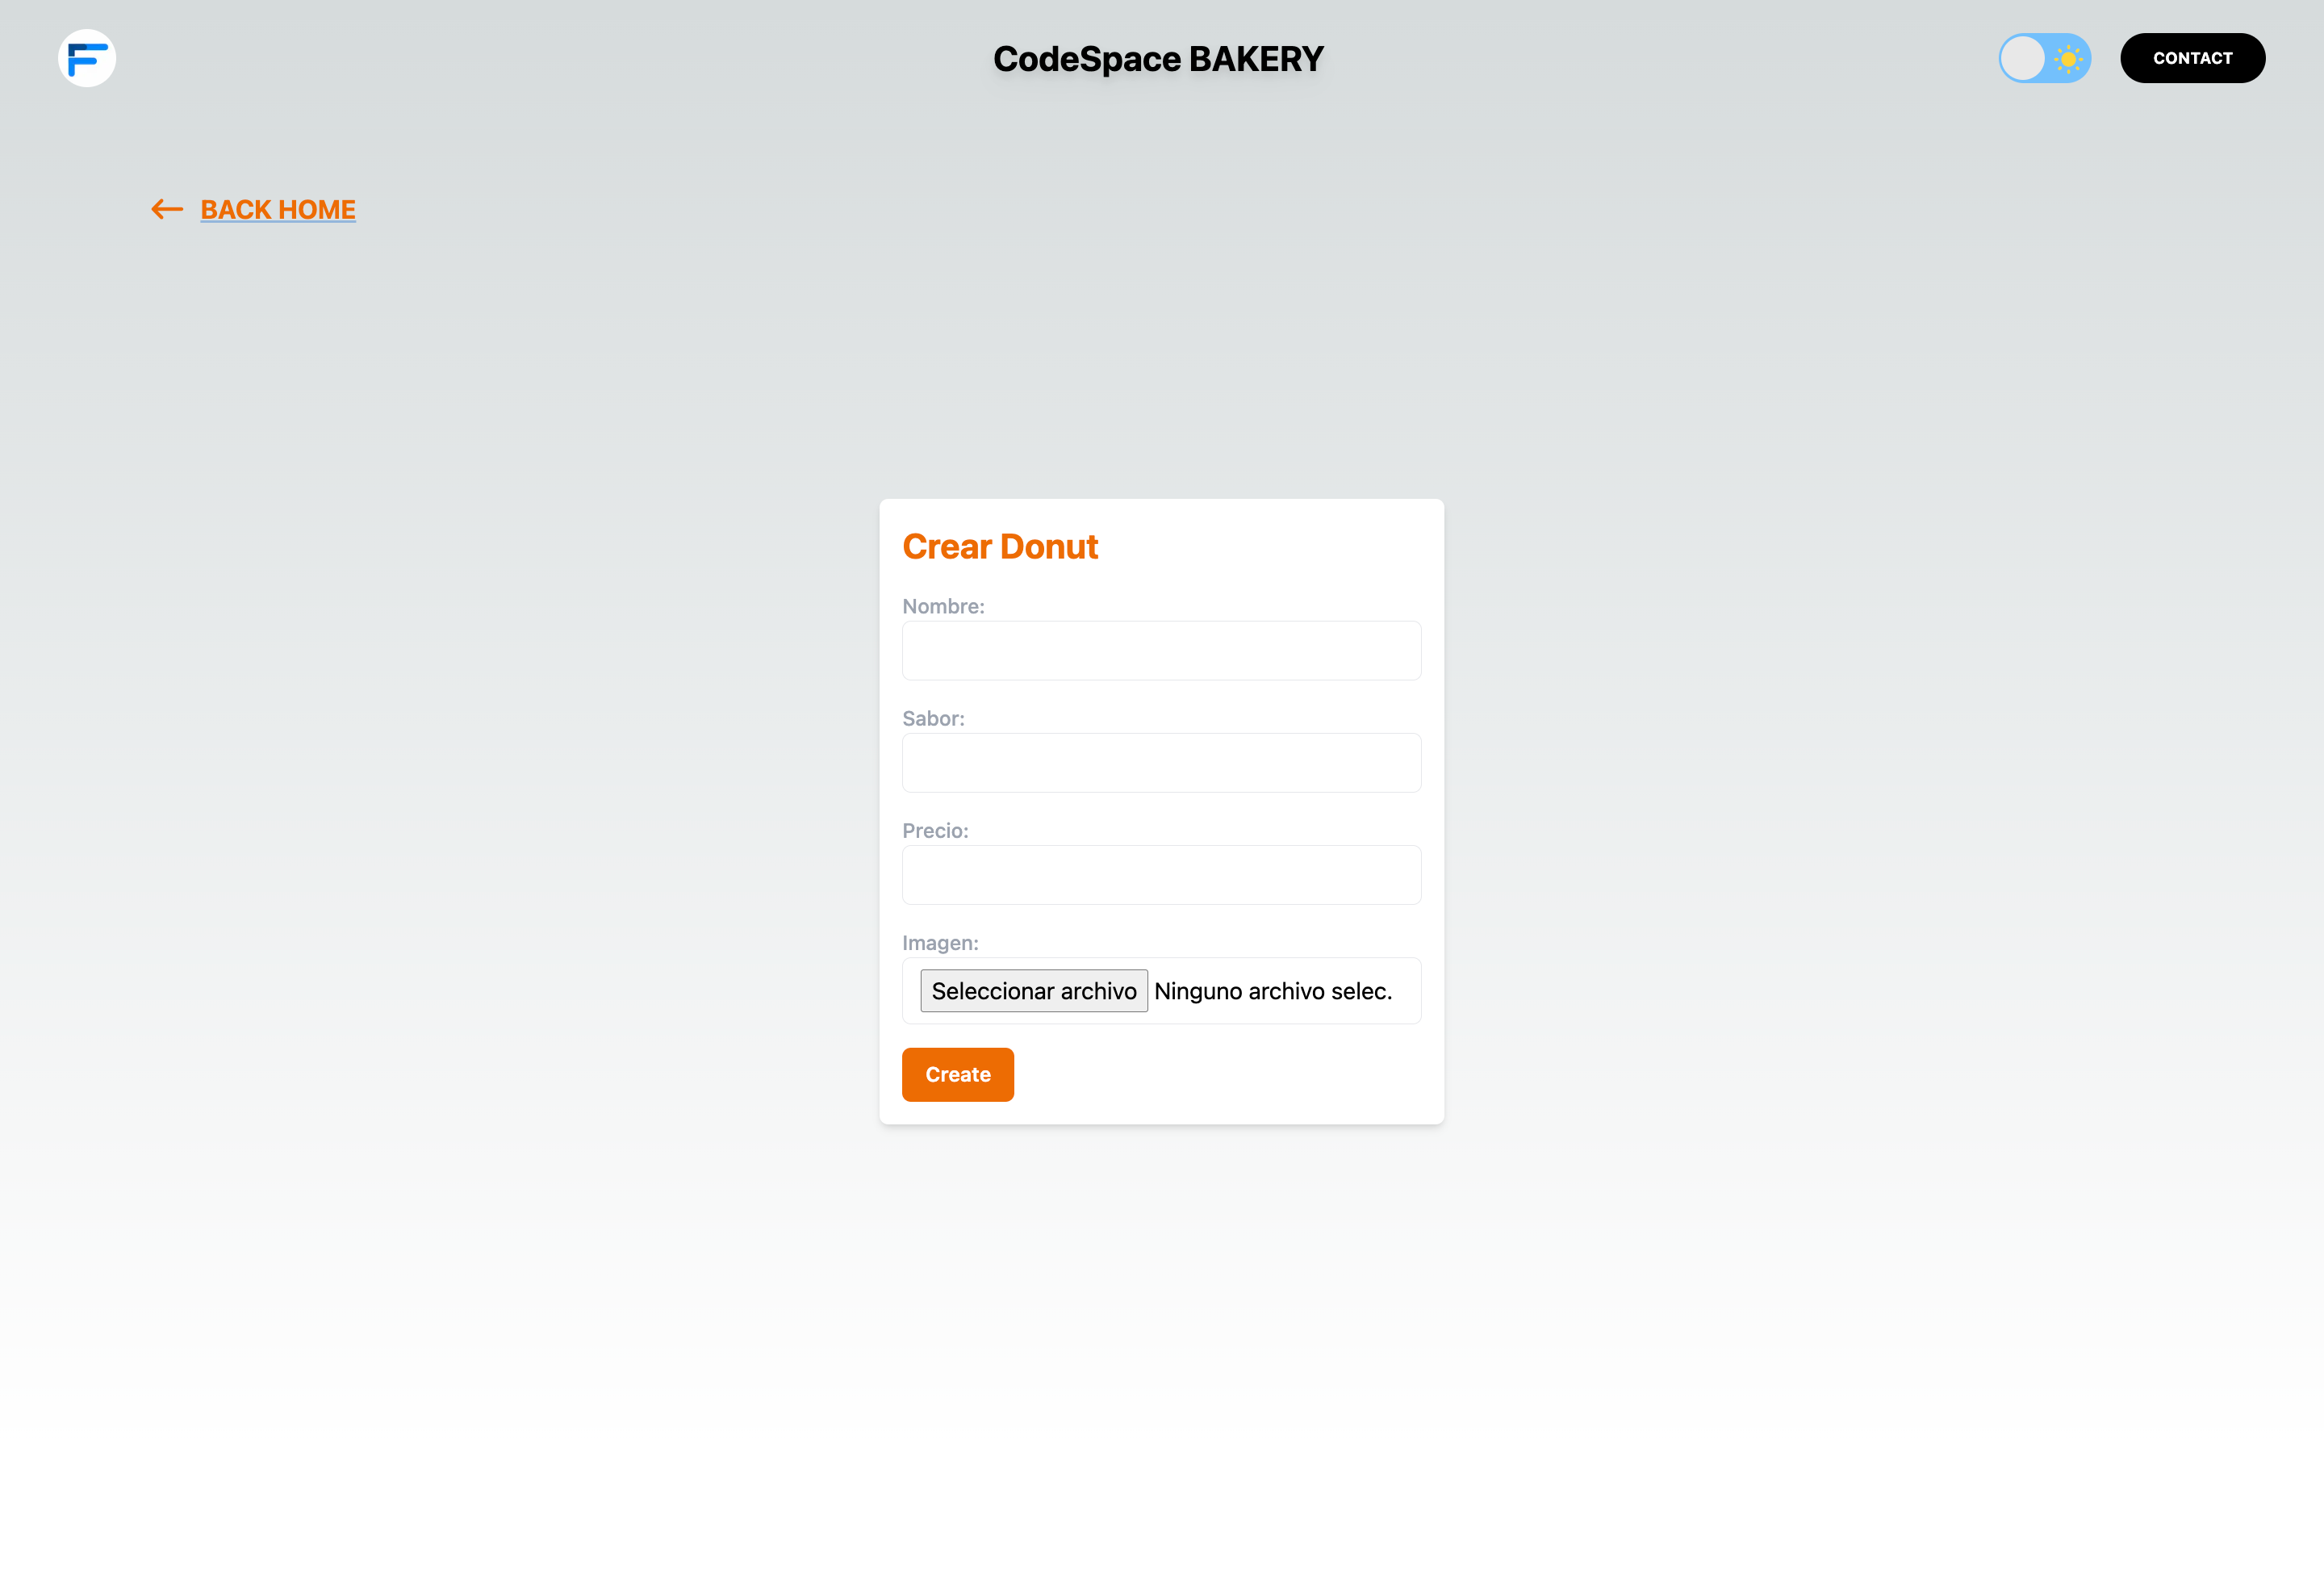 CodeSpace BAKERY
CONTACT
BACK HOME
Crear Donut
Nombre:
Sabor:
Precio:
Imagen:
Seleccionar archivo Ninguno archivo selec.
Create